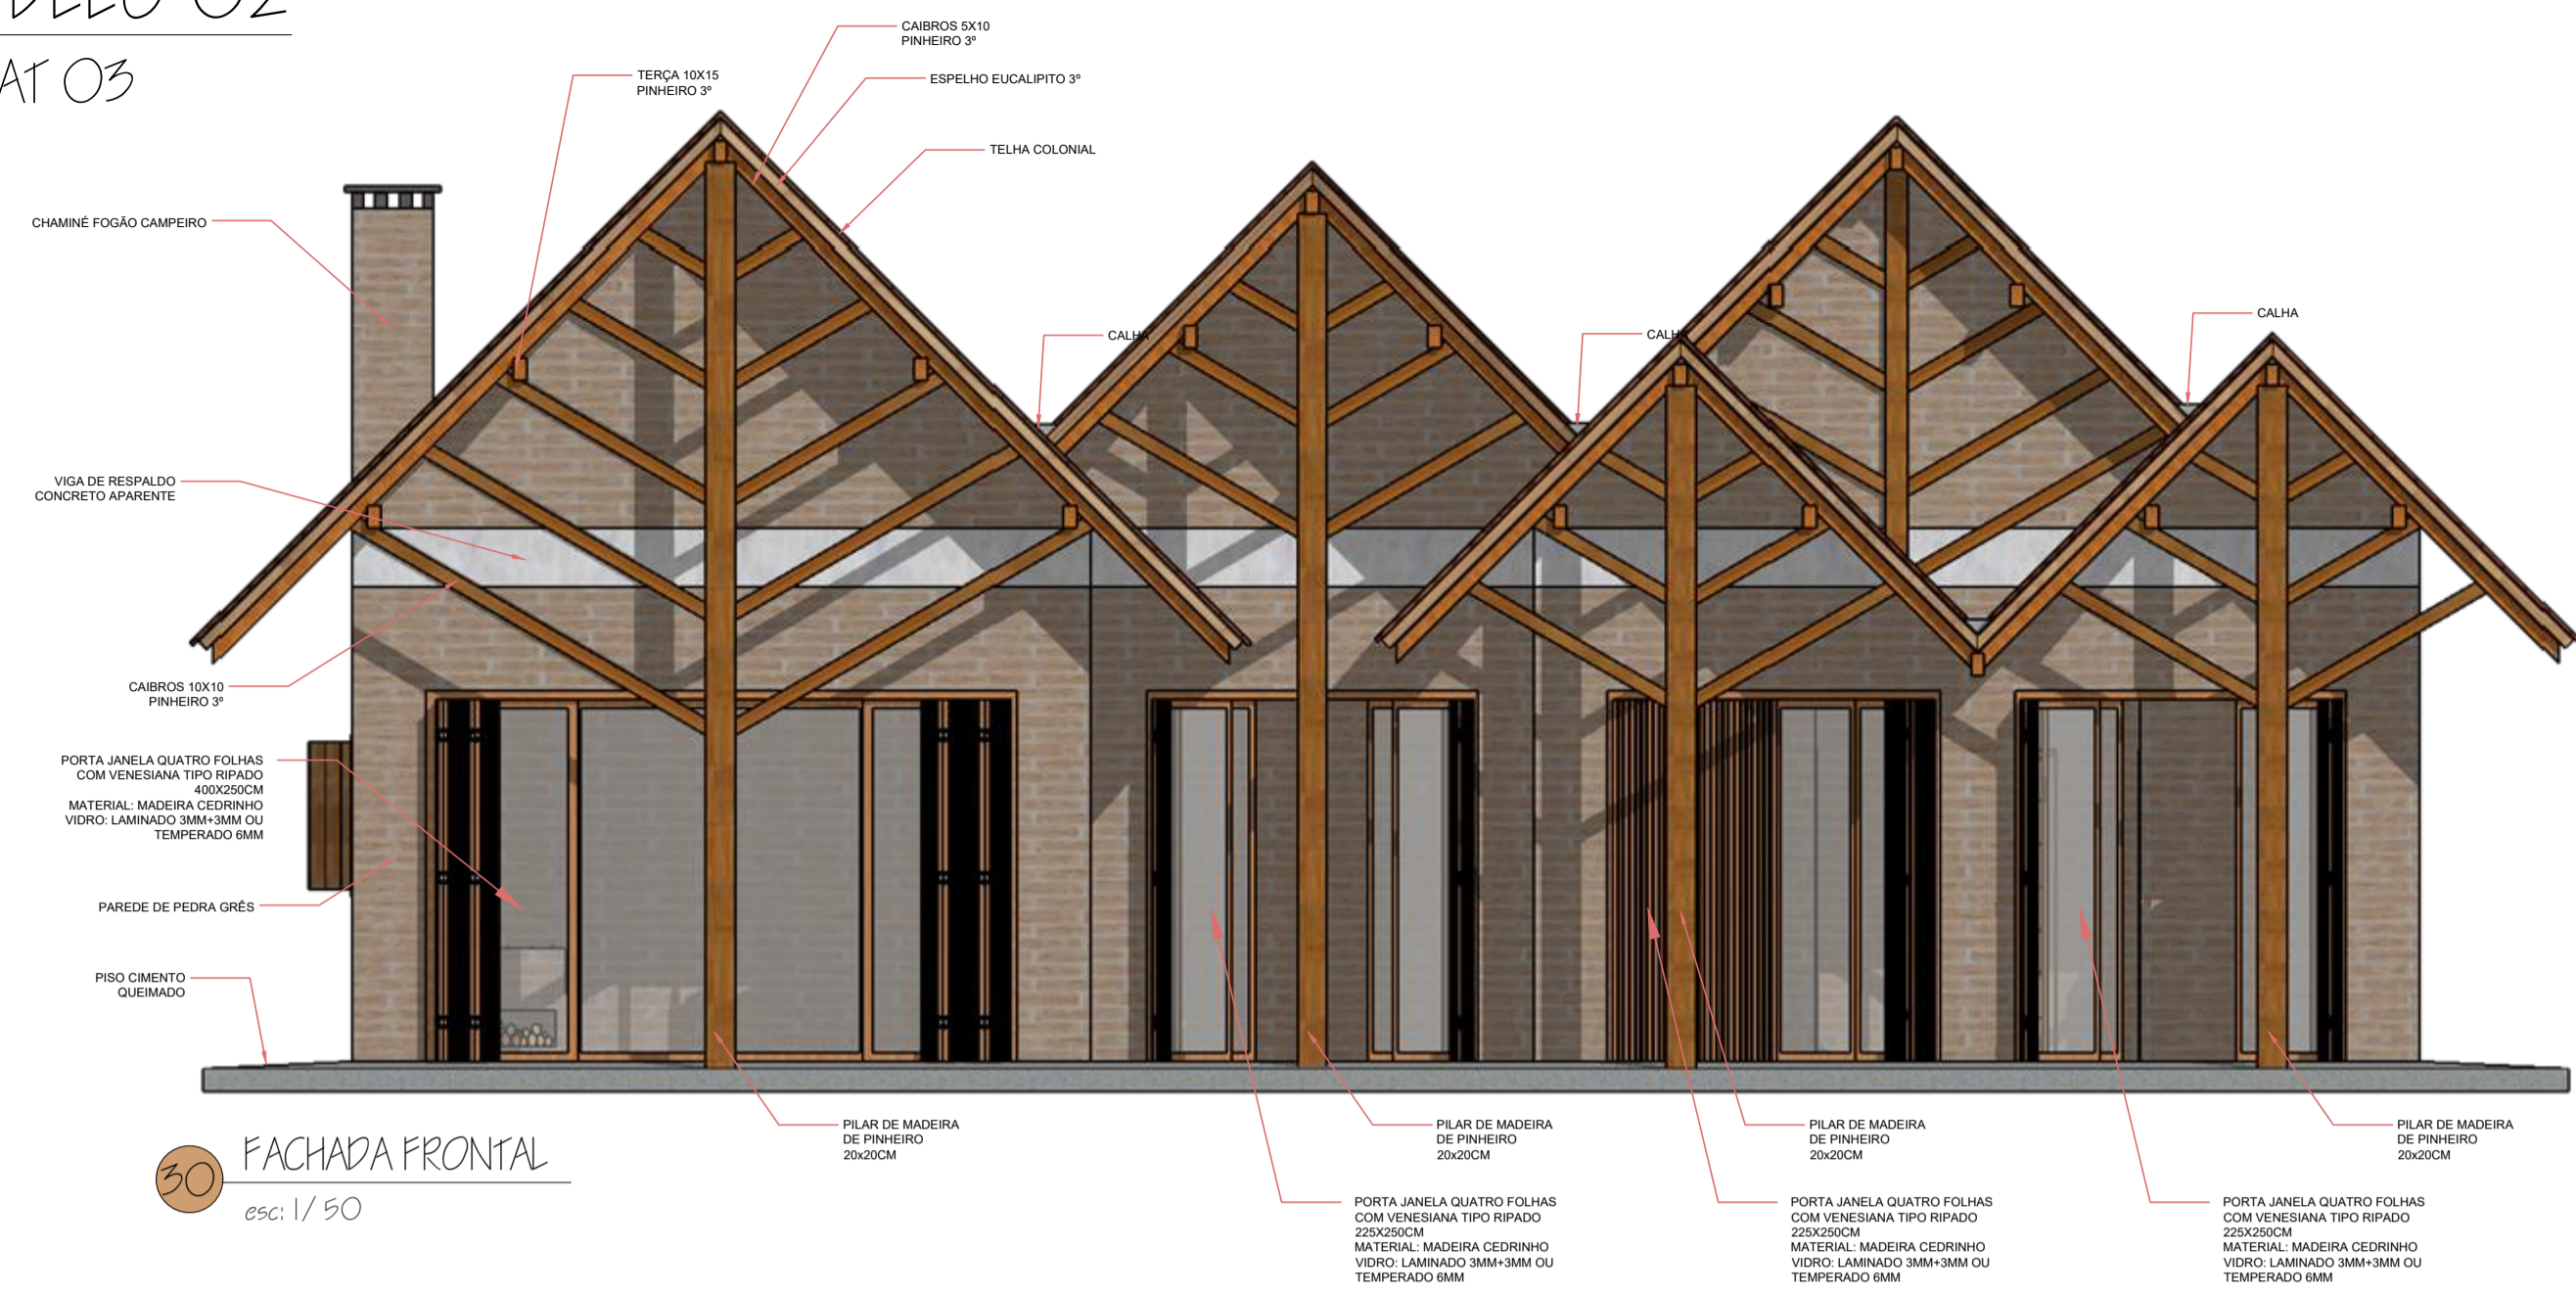 CAIBROS 5X10
PINHEIRO 3º
TERÇA 10X15
PINHEIRO 3º
ESPELHO EUCALIPITO 3º
TELHA COLONIAL
CHAMINÉ FOGÃO CAMPEIRO
CALHA
CALHA
CALHA
VIGA DE RESPALDO
CONCRETO APARENTE
CAIBROS 10X10
PINHEIRO 3º
PORTA JANELA QUATRO FOLHAS
COM VENESIANA TIPO RIPADO
400X250CM
MATERIAL: MADEIRA CEDRINHO
VIDRO: LAMINADO 3MM+3MM OU
TEMPERADO 6MM
PAREDE DE PEDRA GRÊS
PISO CIMENTO
QUEIMADO
PILAR DE MADEIRA
DE PINHEIRO
20x20CM
PILAR DE MADEIRA
DE PINHEIRO
20x20CM
PILAR DE MADEIRA
DE PINHEIRO
20x20CM
PILAR DE MADEIRA
DE PINHEIRO
20x20CM
PORTA JANELA QUATRO FOLHAS
COM VENESIANA TIPO RIPADO
225X250CM
MATERIAL: MADEIRA CEDRINHO
VIDRO: LAMINADO 3MM+3MM OU
TEMPERADO 6MM
PORTA JANELA QUATRO FOLHAS
COM VENESIANA TIPO RIPADO
225X250CM
MATERIAL: MADEIRA CEDRINHO
VIDRO: LAMINADO 3MM+3MM OU
TEMPERADO 6MM
PORTA JANELA QUATRO FOLHAS
COM VENESIANA TIPO RIPADO
225X250CM
MATERIAL: MADEIRA CEDRINHO
VIDRO: LAMINADO 3MM+3MM OU
TEMPERADO 6MM
30
FACHADA FRONTAL
esc: 1/50
02
AT 03